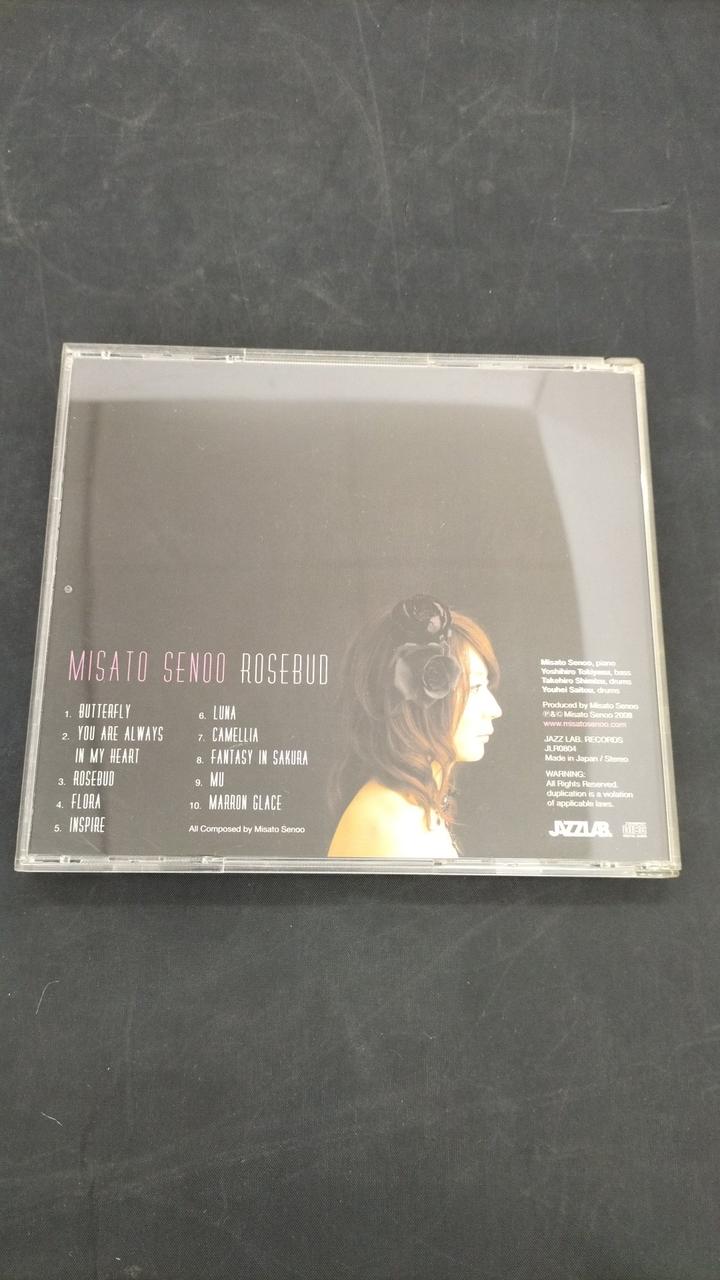 MISATO SENOO ROSEBUD
1. BUTTERFLY
2. YOU ARE ALWAYS
IN MY HEART
3. ROSEBUD
4. FLORA
5. INSPIRE
6. LUNA
7. CAMELLIA
8. FANTASY IN SAKURA
9. MU
10. MARRON GLACE
All Composed by Misato Senoo
Misato Senoo, piano
Yoshihiro Tokiyasu, bass
Takehiro Shimizu, drums
Youhei Saitou, drums
Produced by Misato Senoo
℗&© Misato Senoo 2008
www.misatosenoo.com
JAZZ LAB. RECORDS
JLR0804
Made in Japan / Stereo
WARNING:
All Rights Reserved.
duplication is a violation
of applicable laws.
JAZZLAB.